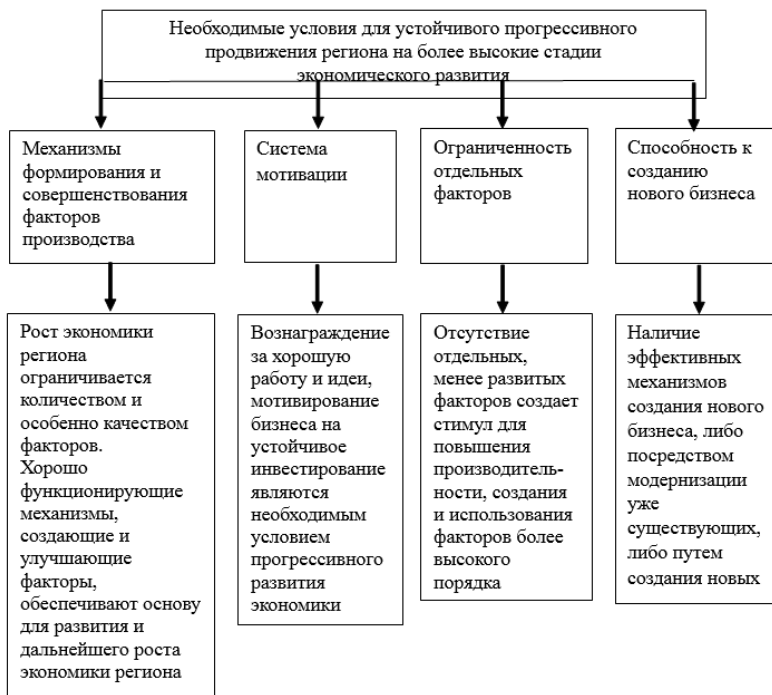 Необходимые условия для устойчивого прогрессивного
продвижения региона на более высокие стадии
экономического развития
Механизмы
формирования и
совершенствования
факторов
производства
Система
мотивации
Ограниченность
отдельных
факторов
Способность к
созданию
нового бизнеса
Рост экономики
региона
ограничивается
количеством и
особенно качеством
факторов.
Хорошо
функционирующие
механизмы,
создающие и
улучшающие
факторы,
обеспечивают основу
для развития и
дальнейшего роста
экономики региона
Вознаграждение
за хорошую
работу и идеи,
мотивирование
бизнеса на
устойчивое
инвестирование
являются
необходимым
условием
прогрессивного
развития
экономики
Отсутствие
отдельных,
менее развитых
факторов создает
стимул для
повышения
производитель-
ности, создания
и использования
факторов более
высокого
порядка
Наличие
эффективных
механизмов
создания нового
бизнеса, либо
посредством
модернизации
уже
существующих,
либо путем
создания новых